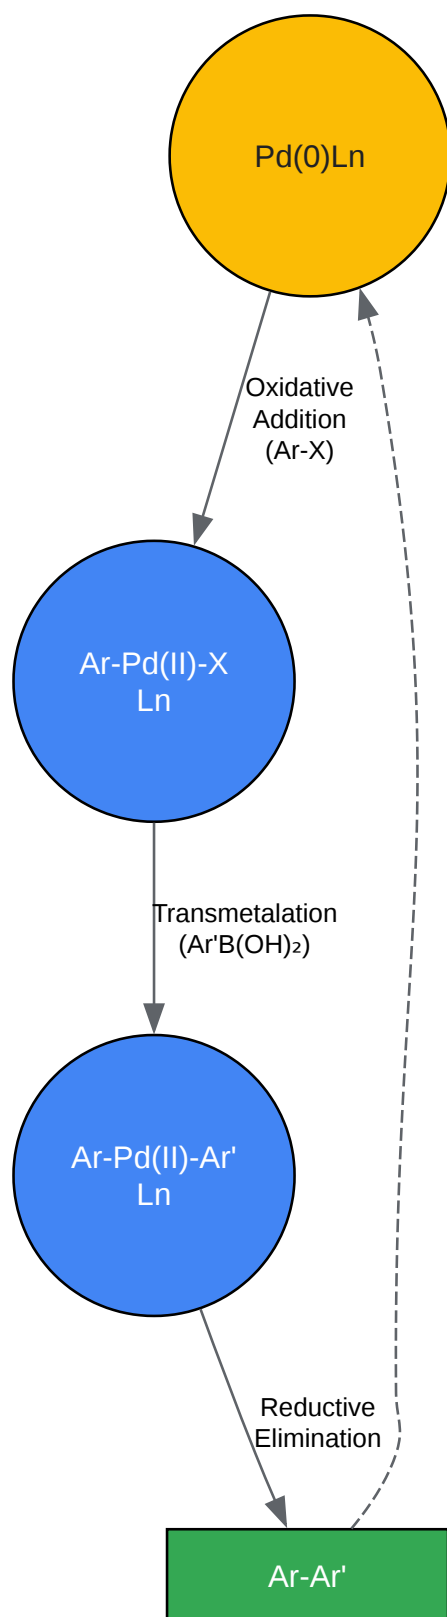 Pd(0)Ln
Oxidative
Addition
(Ar-X)
Ar-Pd(II)-X
Ln
Transmetalation
(Ar'B(OH)₂)
Ar-Pd(II)-Ar'
Ln
Reductive
Elimination
Ar-Ar'